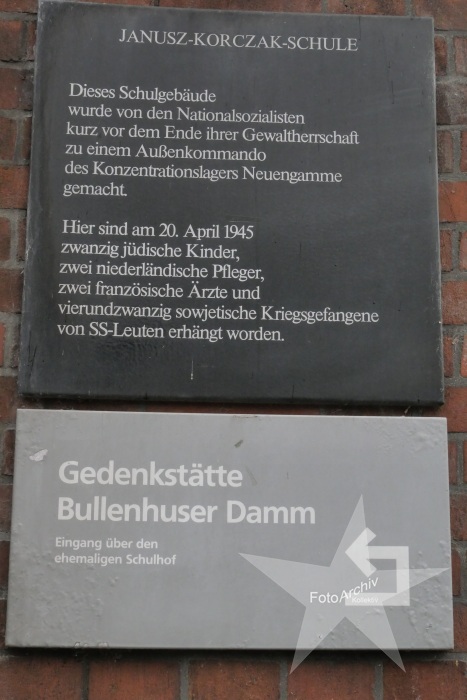 JANUSZ-KORCZAK-SCHULE
Dieses Schulgebäude
wurde von den Nationalsozialisten
kurz vor dem Ende ihrer Gewaltherrschaft
zu einem Außenkommando
des Konzentrationslagers Neuengamme
gemacht.
Hier sind am 20. April 1945
zwanzig jüdische Kinder,
zwei niederländische Pfleger,
zwei französische Ärzte und
vierundzwanzig sowjetische Kriegsgefangene
von SS-Leuten erhängt worden.
Gedenkstätte
Bullenhuser Damm
Eingang über den
ehemaligen Schulhof
FotoArchiv